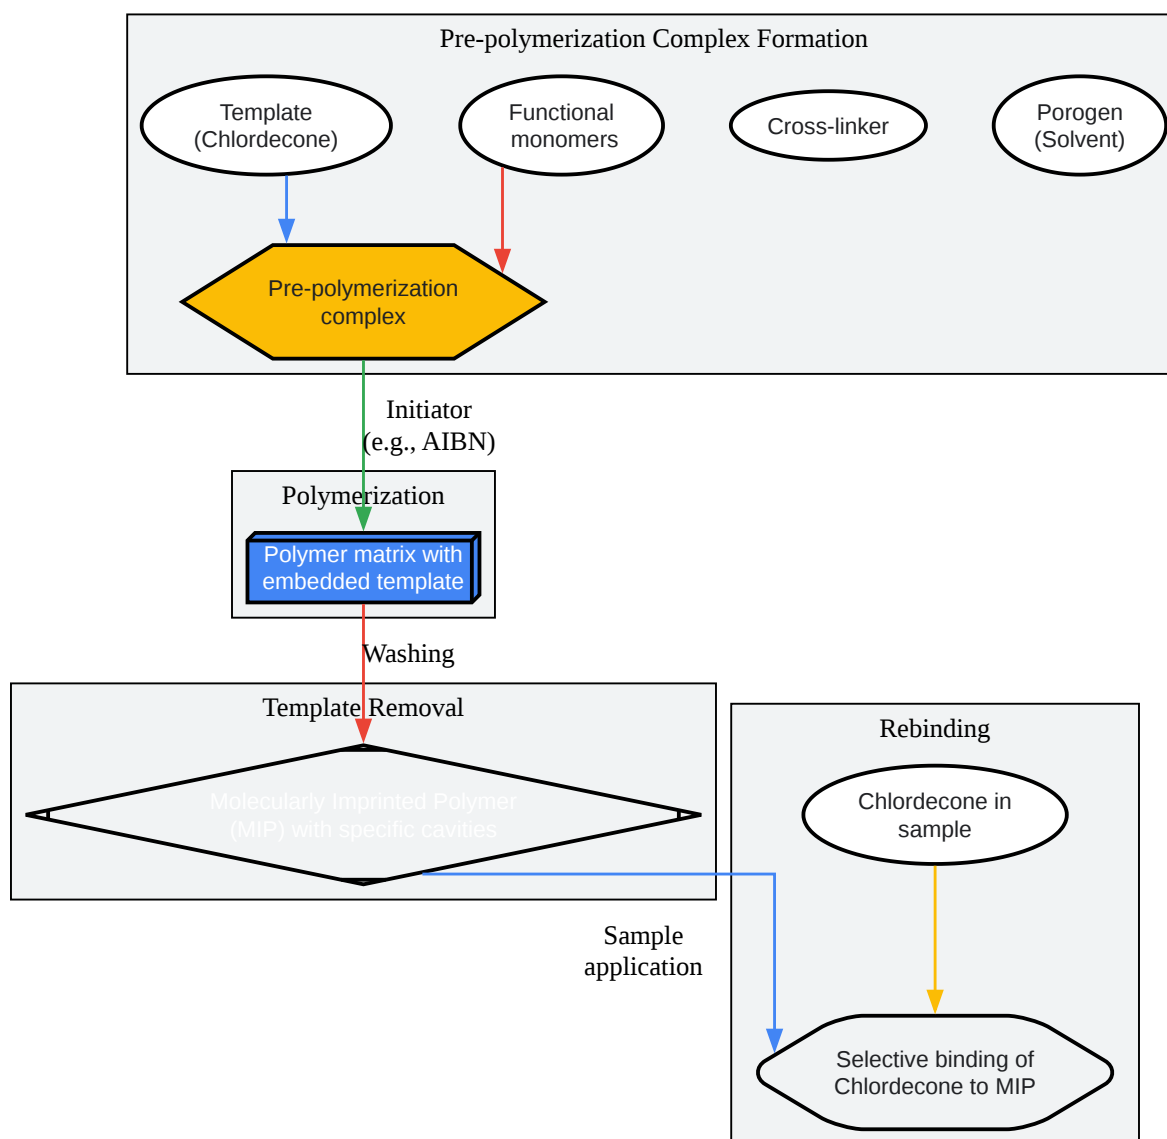 Pre-polymerization Complex Formation
Template
(Chlordecone)
Functional
monomers
Cross-linker
Porogen
(Solvent)
Pre-polymerization
complex
Initiator
(e.g., AIBN)
Polymerization
Polymer matrix with
embedded template
Washing
Template Removal
Molecularly Imprinted Polymer
(MIP) with specific cavities
Rebinding
Chlordecone in
sample
Sample
application
Selective binding of
Chlordecone to MIP